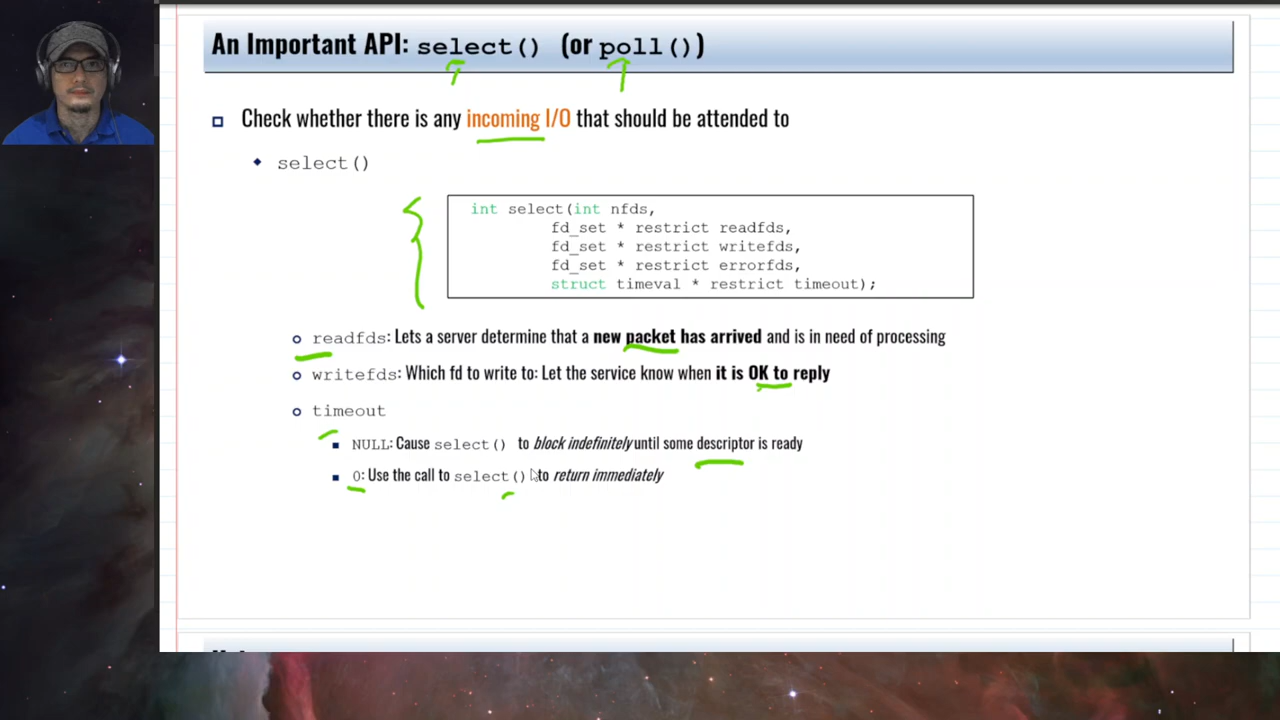 An Important API: select() (or poll())
Check whether there is any incoming I/O that should be attended to
select()
int select(int nfds,
fd_set * restrict readfds,
fd_set * restrict writefds,
fd_set * restrict errorfds,
struct timeval * restrict timeout);
readfds: Lets a server determine that a new packet has arrived and is in need of processing
writefds: Which fd to write to: Let the service know when it is OK to reply
timeout
NULL: Cause select() to block indefinitely until some descriptor is ready
0: Use the call to select() to return immediately